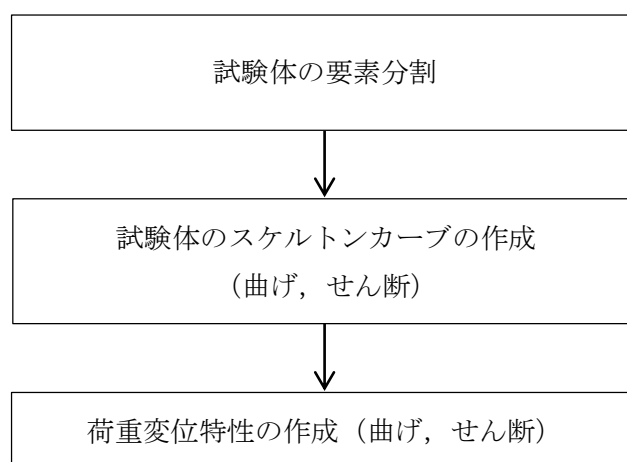 試験体の要素分割
試験体のスケルトンカーブの作成
（曲げ，せん断）
荷重変位特性の作成（曲げ，せん断）